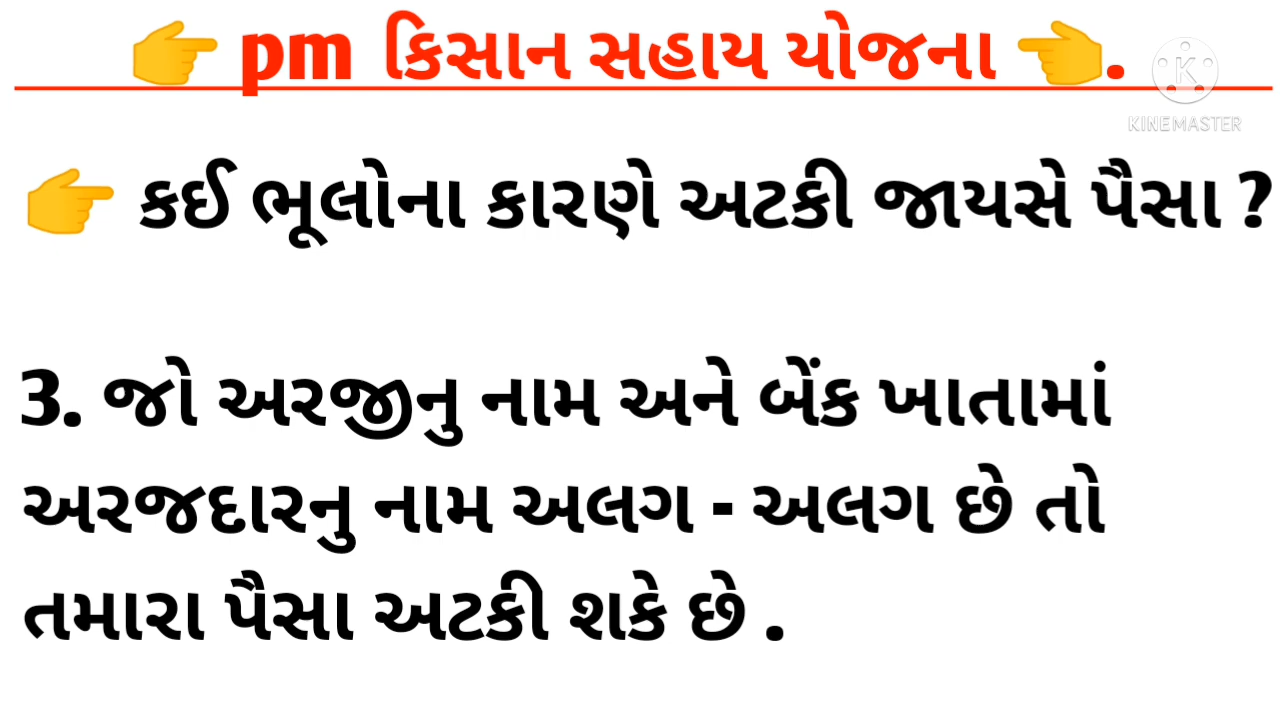 👉 pm કિસાન સહાય યોજના 👈.
KINEMASTER
👉 કઈ ભૂલોના કારણે અટકી જાયસે પૈસા ?
3. જો અરજીનુ નામ અને બેંક ખાતામાં
અરજદારનુ નામ અલગ - અલગ છે તો
તમારા પૈસા અટકી શકે છે .